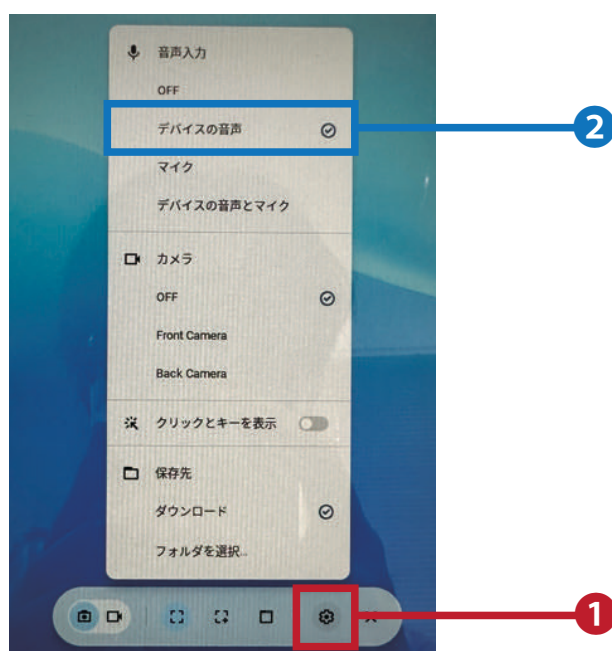 音声入力
OFF
デバイスの音声
2
マイク
デバイスの音声とマイク
カメラ
OFF
Front Camera
Back Camera
クリックとキーを表示
保存先
ダウンロード
フォルダを選択...
1